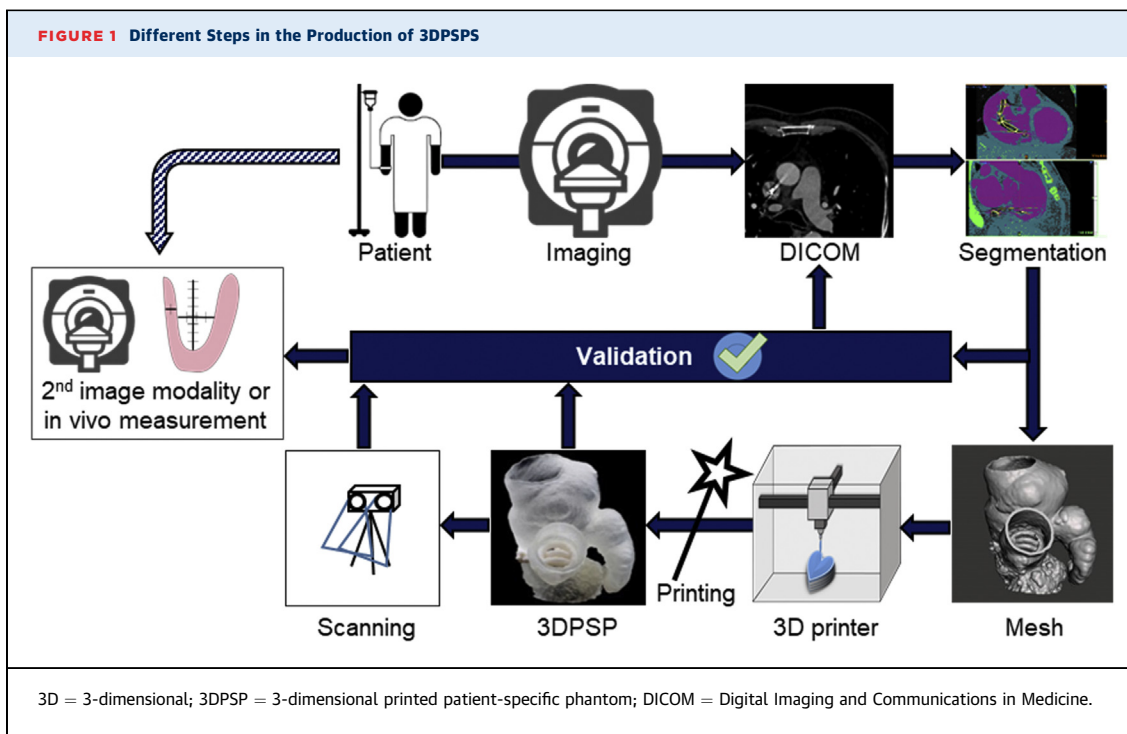 FIGURE 1 Different Steps in the Production of 3DPSPS
Patient
Imaging
DICOM
Segmentation
Validation
2nd image modality or
in vivo measurement
Scanning
3DPSP
Printing
3D printer
Mesh
3D = 3-dimensional; 3DPSP = 3-dimensional printed patient-specific phantom; DICOM = Digital Imaging and Communications in Medicine.